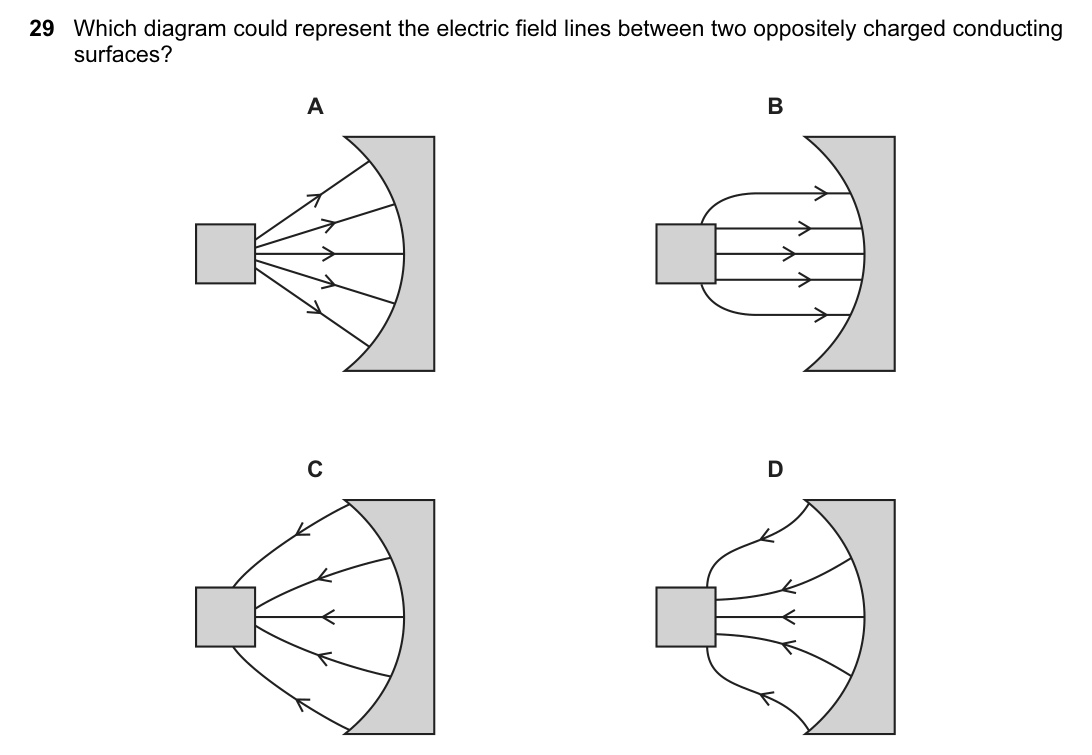 29 Which diagram could represent the electric field lines between two oppositely charged conducting
surfaces?
A
B
C
D